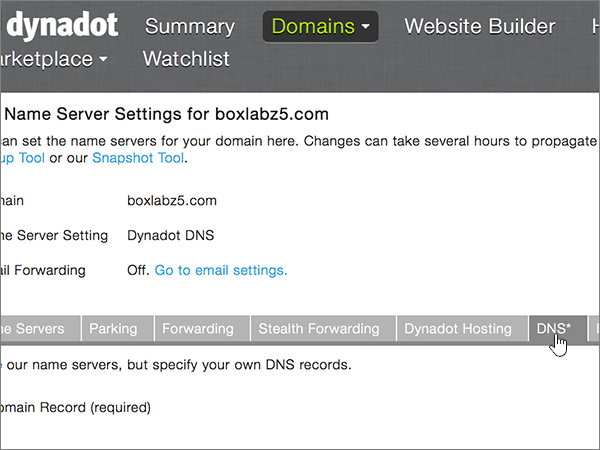 dynadot Summary Domains Website Builder H
arketplace Watchlist
Name Server Settings for boxlabz5.com
can set the name servers for your domain here. Changes can take several hours to propagate
up Tool or our Snapshot Tool.
main boxlabz5.com
me Server Setting Dynadot DNS
ail Forwarding Off. Go to email settings.
me Servers Parking Forwarding Stealth Forwarding Dynadot Hosting DNS*
e our name servers, but specify your own DNS records.
omain Record (required)